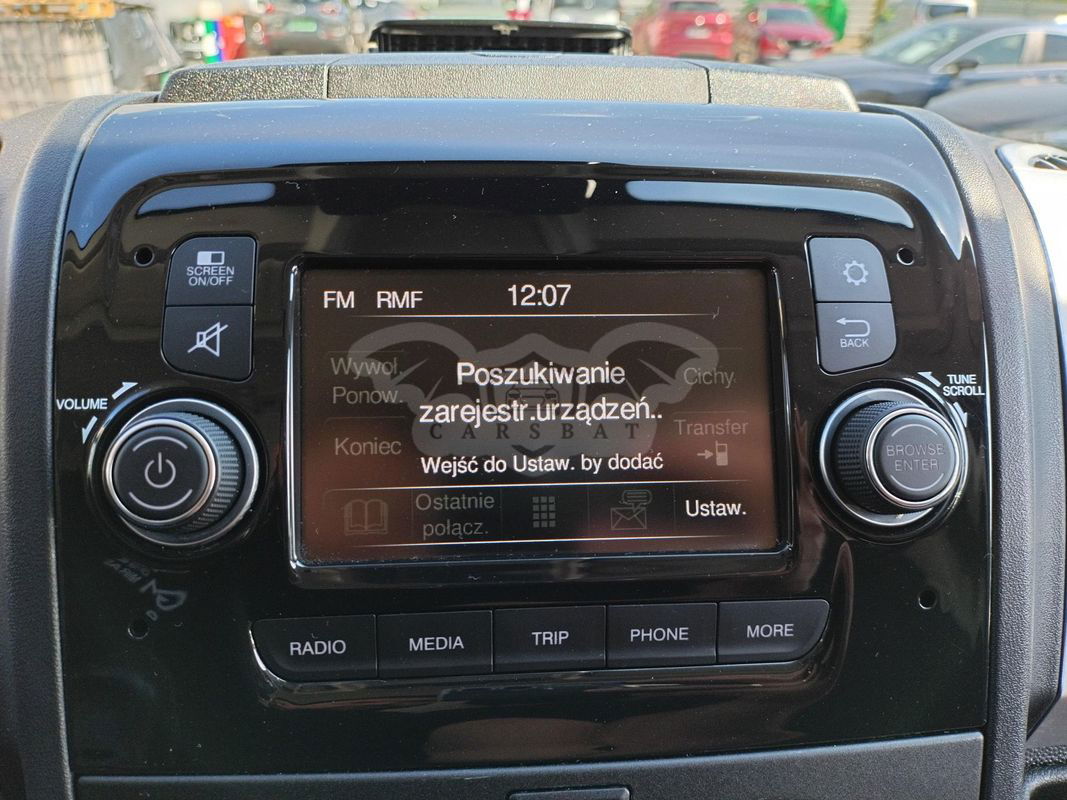 SCREEN
ON/OFF
VOLUME
FM RMF 12:07
Wywoł.
Ponow.
Poszukiwanie
zarejestr.urządzeń..
Cichy
Koniec
CARSBAT
Transfer
Wejść do Ustaw. by dodać
Ostatnie
połącz.
Ustaw.
BACK
TUNE
SCROLL
BROWSE
ENTER
RADIO MEDIA TRIP PHONE MORE